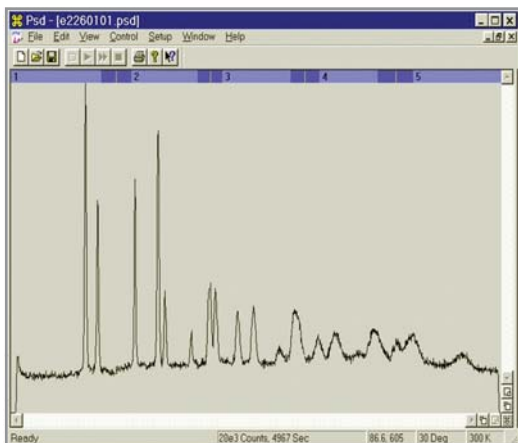 Psd - [e2260101.psd]
File Edit View Control Setup Window Help
1 2 3 4 5
Ready 20e3 Counts, 4967 Sec 86.6, 605 30 Deg 300 K